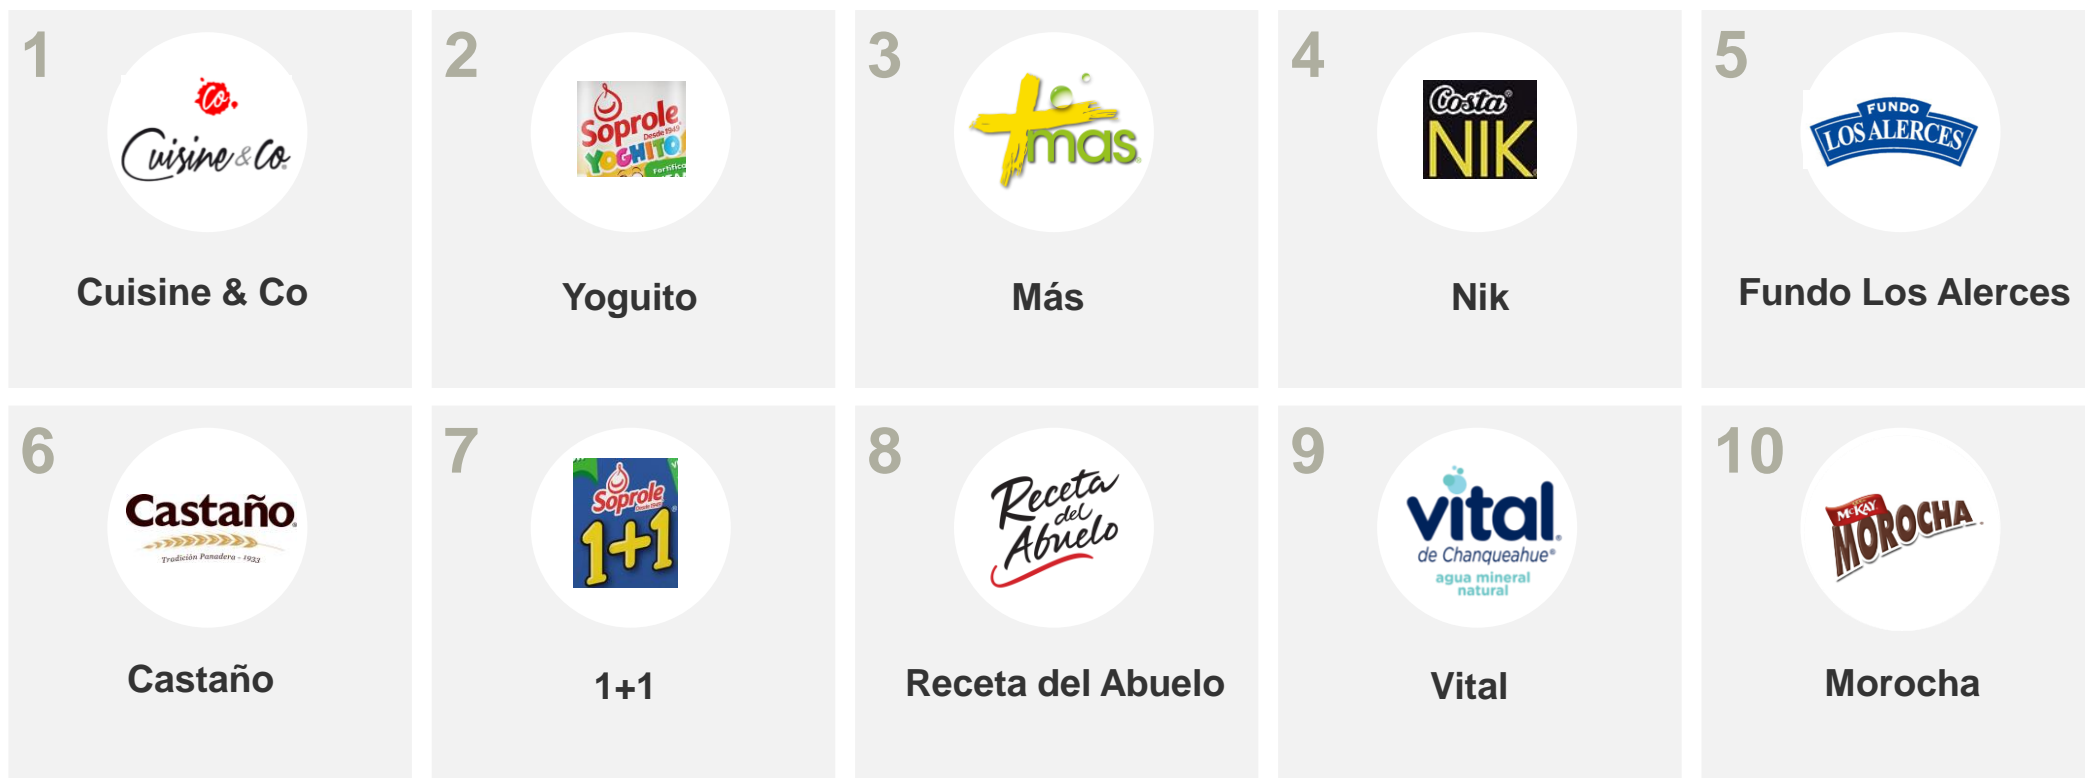 1
Co.
Cuisine & Co.
Cuisine & Co
2
Soprole
Desde 1949
YOGHITO
Yoguito
3
mas
Más
4
Costa
NIK
Nik
5
FUNDO
LOS ALERCES
Fundo Los Alerces
6
Castaño
Tradición Panadera - 1933
Castaño
7
Soprole
1+1
1+1
8
Receta
del
Abuelo
Receta del Abuelo
9
vital
de Chanqueahue®
agua mineral
natural
Vital
10
McKAY
MOROCHA
Morocha